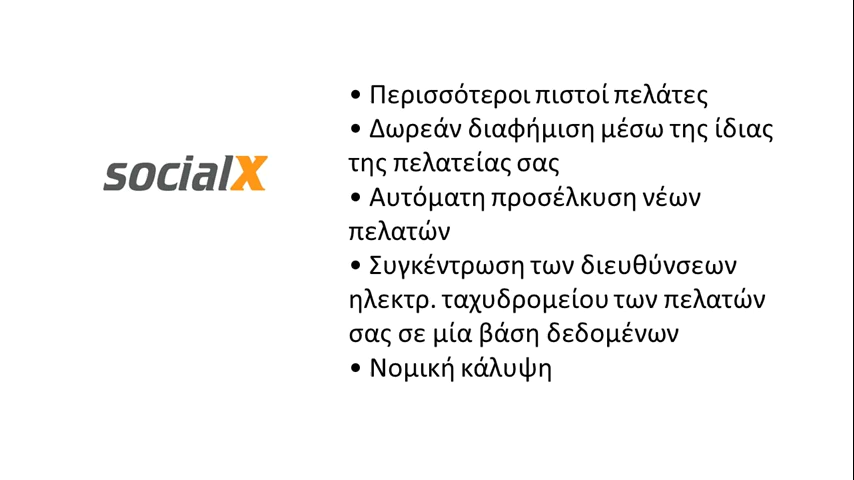 socialX
• Περισσότεροι πιστοί πελάτες
• Δωρεάν διαφήμιση μέσω της ίδιας
της πελατείας σας
• Αυτόματη προσέλκυση νέων
πελατών
• Συγκέντρωση των διευθύνσεων
ηλεκτρ. ταχυδρομείου των πελατών
σας σε μία βάση δεδομένων
• Νομική κάλυψη